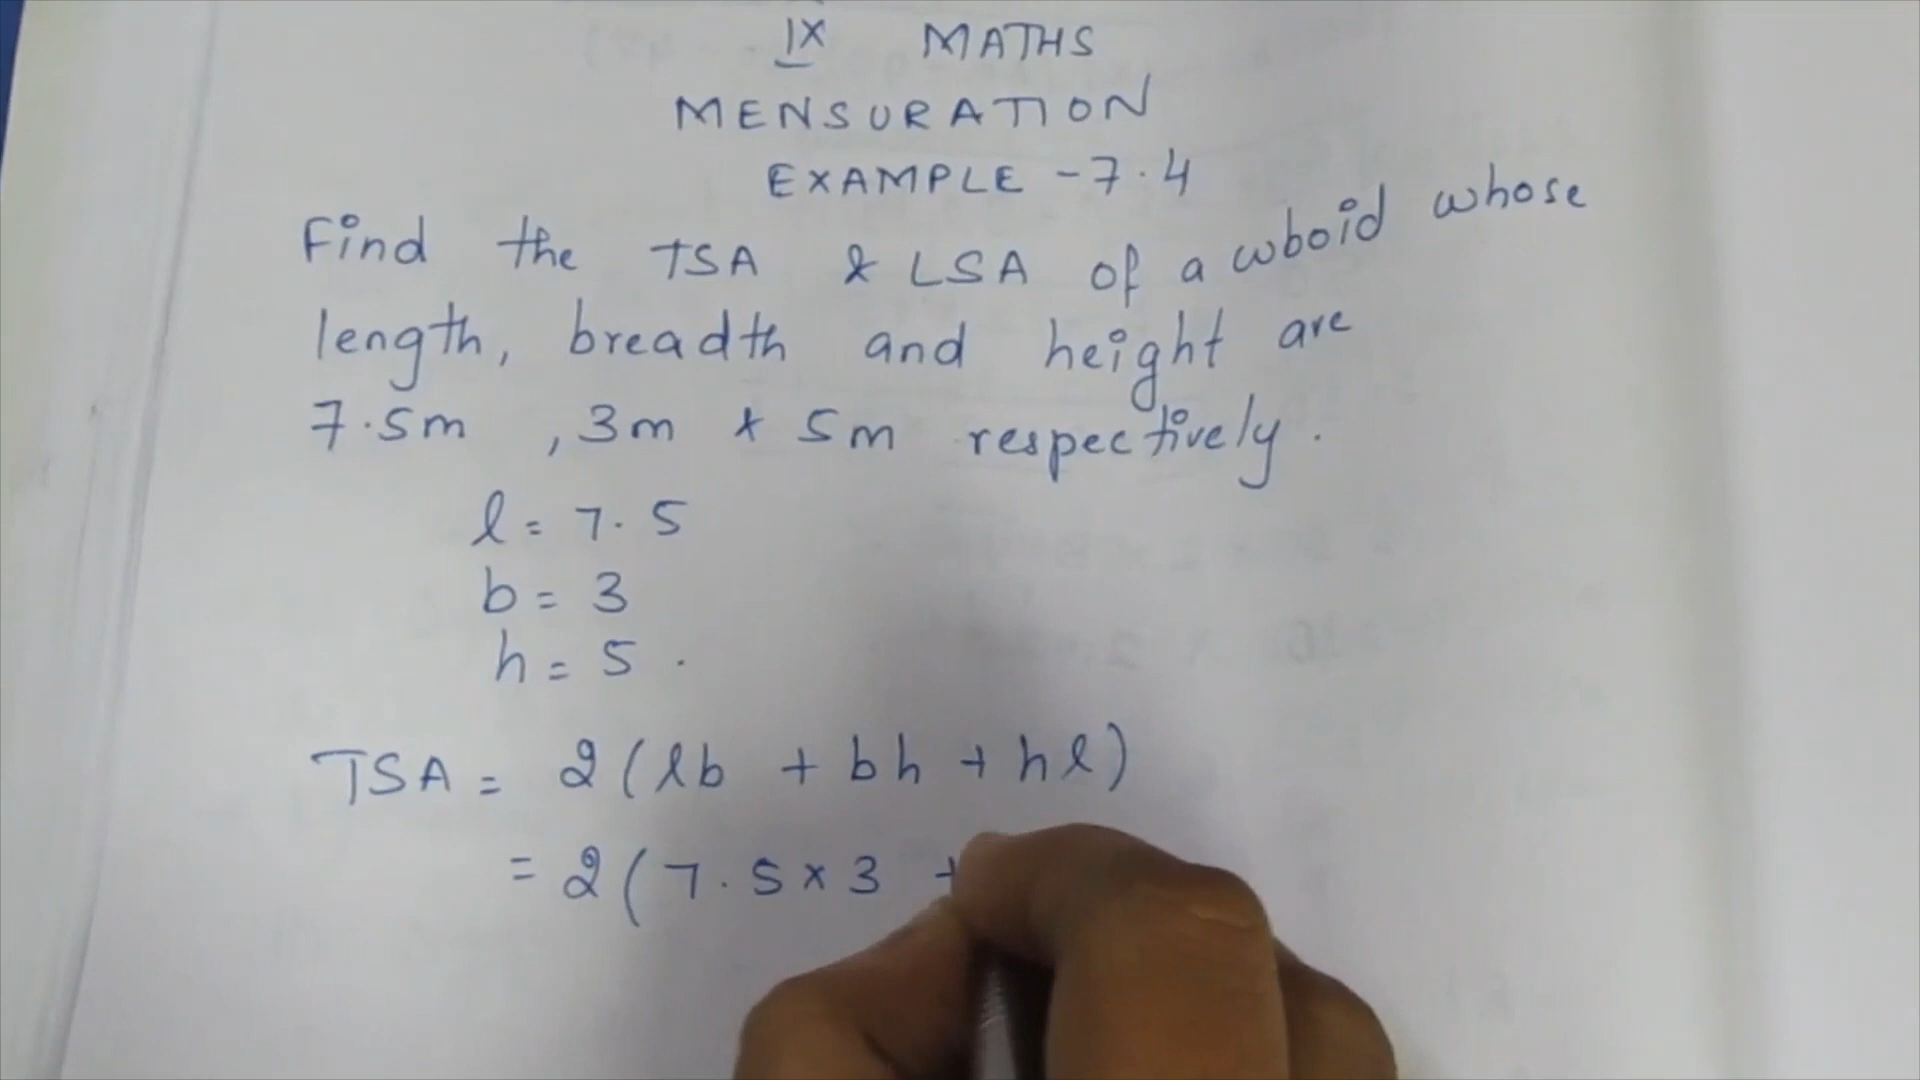 IX MATHS
MENSURATION
EXAMPLE - 7.4
Find the TSA & LSA of a cuboid whose
length, breadth and height are
7.5m , 3m & 5m respectively.
l = 7.5
b = 3
h = 5.
TSA = 2(lb + bh + hl)
= 2(7.5×3 +